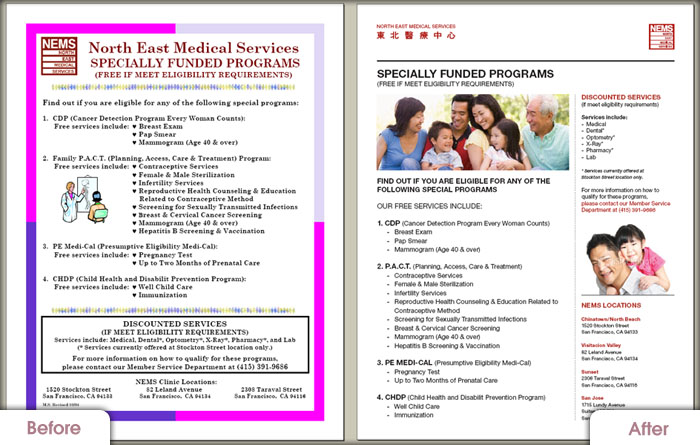 NEMS
NORTH
EAST
MEDICAL
SERVICES
North East Medical Services
SPECIALLY FUNDED PROGRAMS
(FREE IF MEET ELIGIBILITY REQUIREMENTS)
Find out if you are eligible for any of the following special programs:
1. CDP (Cancer Detection Program Every Woman Counts):
Free services include: ♥ Breast Exam
♥ Pap Smear
♥ Mammogram (Age 40 & over)
2. Family P.A.C.T. (Planning, Access, Care & Treatment) Program:
Free services include: ♥ Contraceptive Services
♥ Female & Male Sterilization
♥ Infertility Services
♥ Reproductive Health Counseling & Education
Related to Contraceptive Method
♥ Screening for Sexually Transmitted Infections
♥ Breast & Cervical Cancer Screening
♥ Mammogram (Age 40 & over)
♥ Hepatitis B Screening & Vaccination
3. PE Medi-Cal (Presumptive Eligibility Medi-Cal):
Free services include: ♥ Pregnancy Test
♥ Up to Two Months of Prenatal Care
4. CHDP (Child Health and Disabilit Prevention Program):
Free services include: ♥ Well Child Care
♥ Immunization
DISCOUNTED SERVICES
(IF MEET ELIGIBILITY REQUIREMENTS)
Services include: Medical, Dental*, Optometry*, X-Ray*, Pharmacy*, and Lab
(* Services currently offered at Stockton Street location only.)
For more information on how to qualify for these programs,
please contact our Member Service Department at (415) 391-9686
NEMS Clinic Locations:
1520 Stockton Street
San Francisco, CA 94133
82 Leland Avenue
San Francisco, CA 94134
2308 Taraval Street
San Francisco, CA 94116
Before
NORTH EAST MEDICAL SERVICES
東北醫療中心
NEMS
NORTH
EAST
MEDICAL
SERVICES
SPECIALLY FUNDED PROGRAMS
(FREE IF MEET ELIGIBILITY REQUIREMENTS)
FIND OUT IF YOU ARE ELIGIBLE FOR ANY OF THE
FOLLOWING SPECIAL PROGRAMS
OUR FREE SERVICES INCLUDE:
1. CDP (Cancer Detection Program Every Woman Counts)
- Breast Exam
- Pap Smear
- Mammogram (Age 40 & over)
2. P.A.C.T. (Planning, Access, Care & Treatment)
- Contraceptive Services
- Female & Male Sterilization
- Infertility Services
- Reproductive Health Counseling & Education Related to
Contraceptive Method
- Screening for Sexually Transmitted Infections
- Breast & Cervical Cancer Screening
- Mammogram (Age 40 & over)
- Hepatitis B Screening & Vaccination
3. PE MEDI-CAL (Presumptive Eligibility Medi-Cal)
- Pregnancy Test
- Up to Two Months of Prenatal Care
4. CHDP (Child Health and Disabilit Prevention Program)
- Well Child Care
- Immunization
DISCOUNTED SERVICES
(if meet eligibility requirements)
Services include:
- Medical
- Dental*
- Optometry*
- X-Ray*
- Pharmacy*
- Lab
* Services currently offered at
Stockton Street location only.
For more information on how to
qualify for these programs,
please contact our Member Service
Department at (415) 391-9686
NEMS LOCATIONS
Chinatown/North Beach
1520 Stockton Street
San Francisco, CA 94133
Visitacion Valley
82 Leland Avenue
San Francisco, CA 94134
Sunset
2308 Taraval Street
San Francisco, CA 94116
San Jose
1715 Lundy Avenue
After